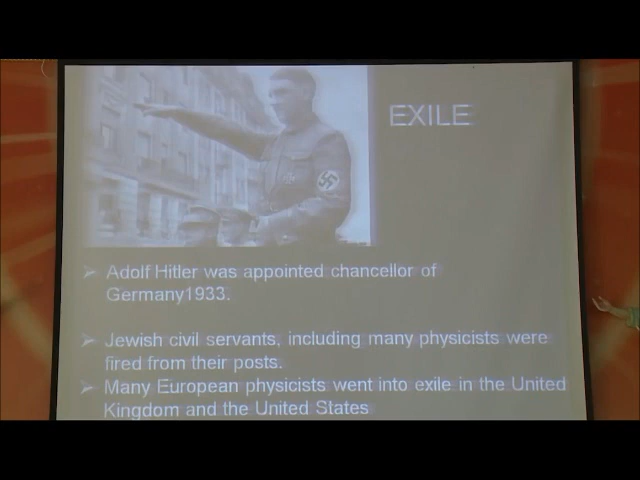 EXILE
➢ Adolf Hitler was appointed chancellor of
Germany1933.
➢ Jewish civil servants, including many physicists were
fired from their posts.
➢ Many European physicists went into exile in the United
Kingdom and the United States